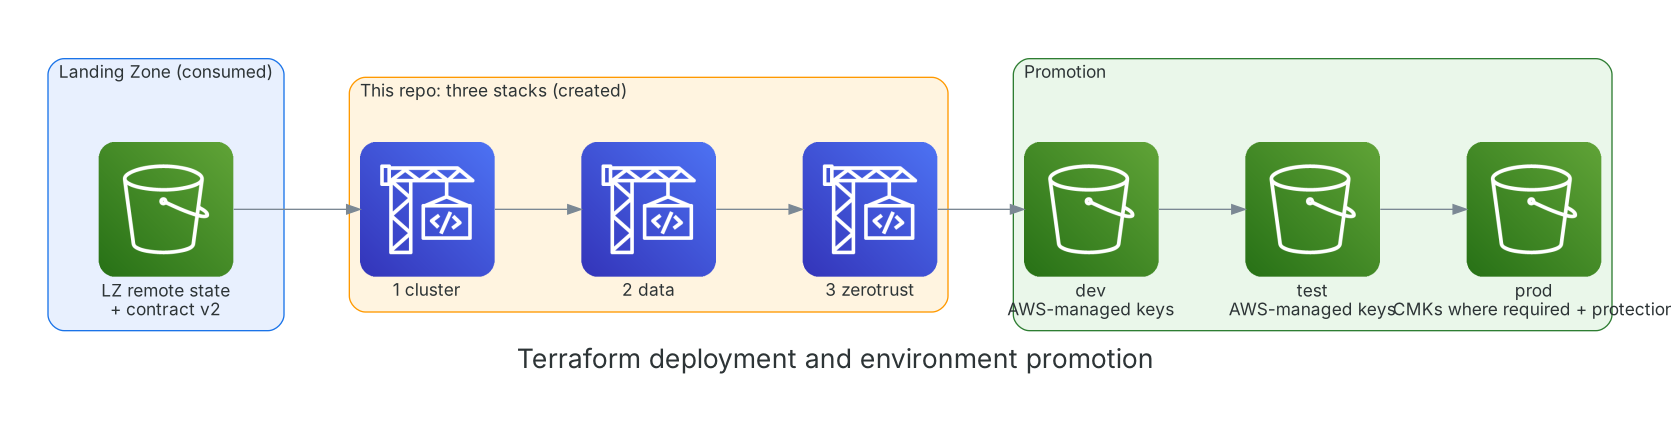 Landing Zone (consumed)
LZ remote state
+ contract v2
This repo: three stacks (created)
1 cluster
2 data
3 zerotrust
Promotion
dev
AWS-managed keys
test
AWS-managed keys
prod
CMKs where required + protection
Terraform deployment and environment promotion